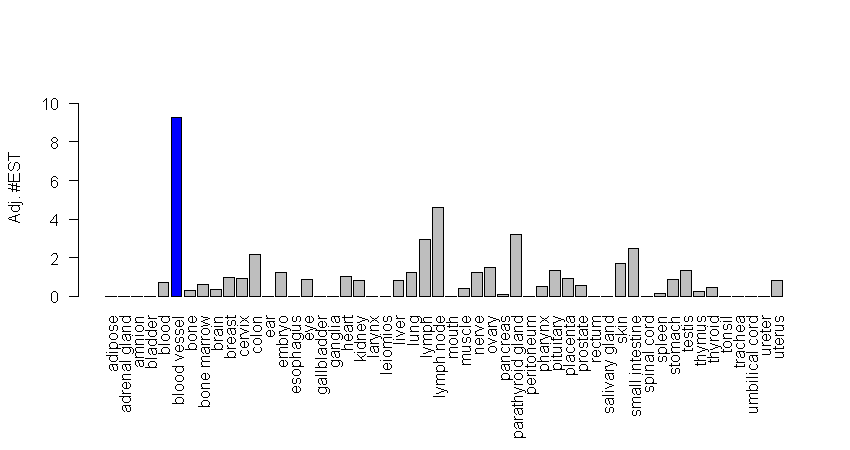 Adj. #EST
10
8
6
4
2
0
adipose
adrenal gland
amnion
bladder
blood
blood vessel
bone
bone marrow
brain
breast
cervix
colon
ear
embryo
esophagus
eye
gallbladder
ganglia
heart
kidney
larynx
leiomios
liver
lung
lymph
lymph node
mouth
muscle
nerve
ovary
pancreas
parathyroid gland
peritoneum
pharynx
pituitary
placenta
prostate
rectum
salivary gland
skin
small intestine
spinal cord
spleen
stomach
testis
thymus
thyroid
tonsil
trachea
umbilical cord
ureter
uterus